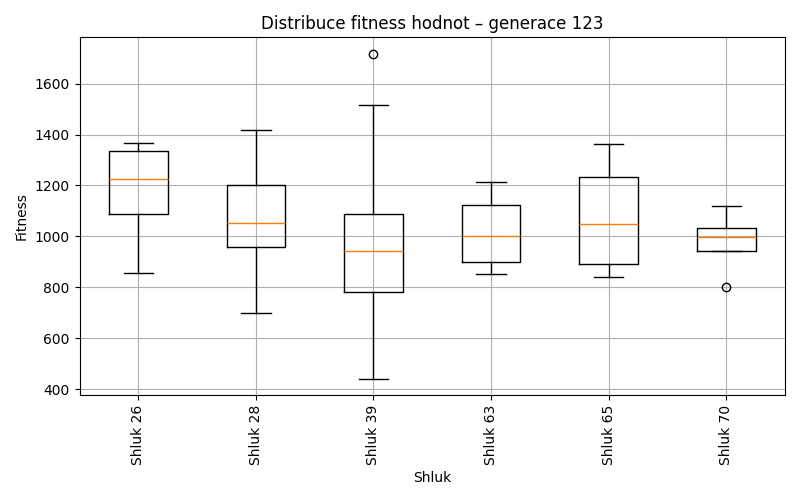 Distribuce fitness hodnot – generace 123
Fitness
1600
1400
1200
1000
800
600
400
Shluk 26
Shluk 28
Shluk 39
Shluk 63
Shluk 65
Shluk 70
Shluk